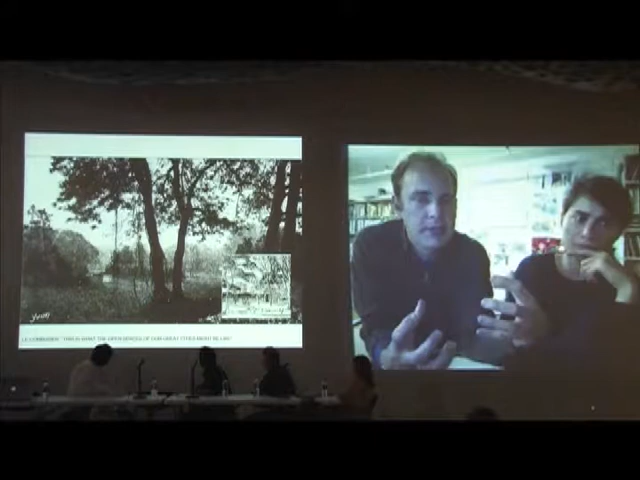 LE CORBUSIER: "THIS IS WHAT THE OPEN SPACES OF OUR GREAT CITIES MIGHT BE LIKE"